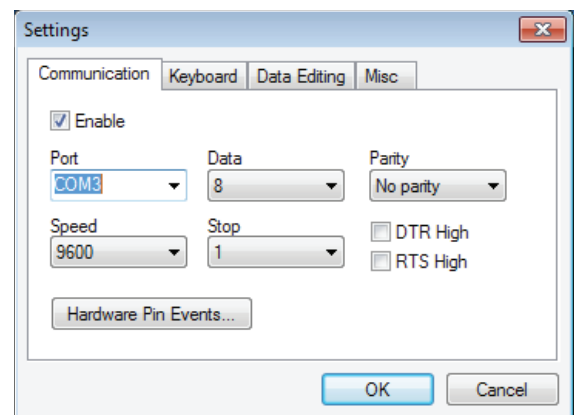 Settings
Communication Keyboard Data Editing Misc
Enable
Port Data Parity
COM3 8 No parity
Speed Stop DTR High
9600 1 RTS High
Hardware Pin Events...
OK Cancel